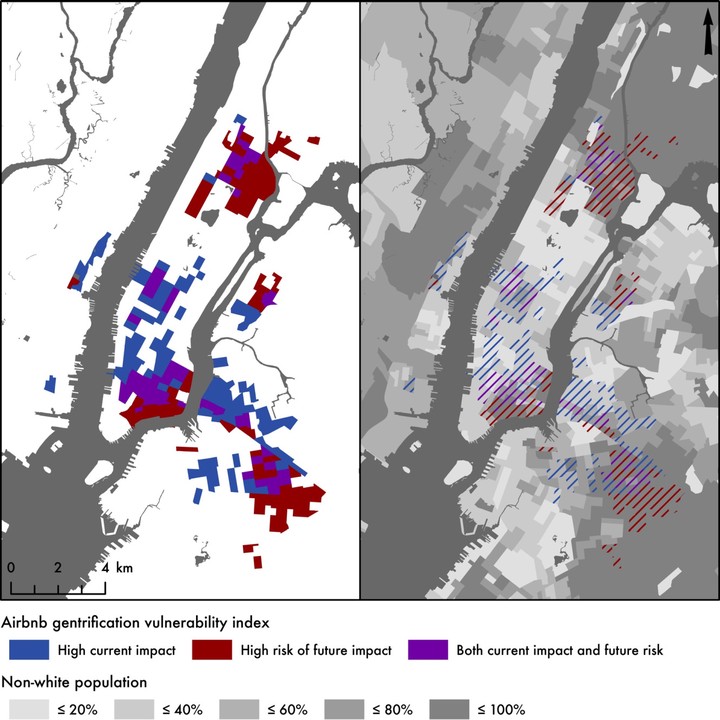 0 2 4 km
Airbnb gentrification vulnerability index
High current impact High risk of future impact Both current impact and future risk
Non-white population
≤ 20% ≤ 40% ≤ 60% ≤ 80% ≤ 100%